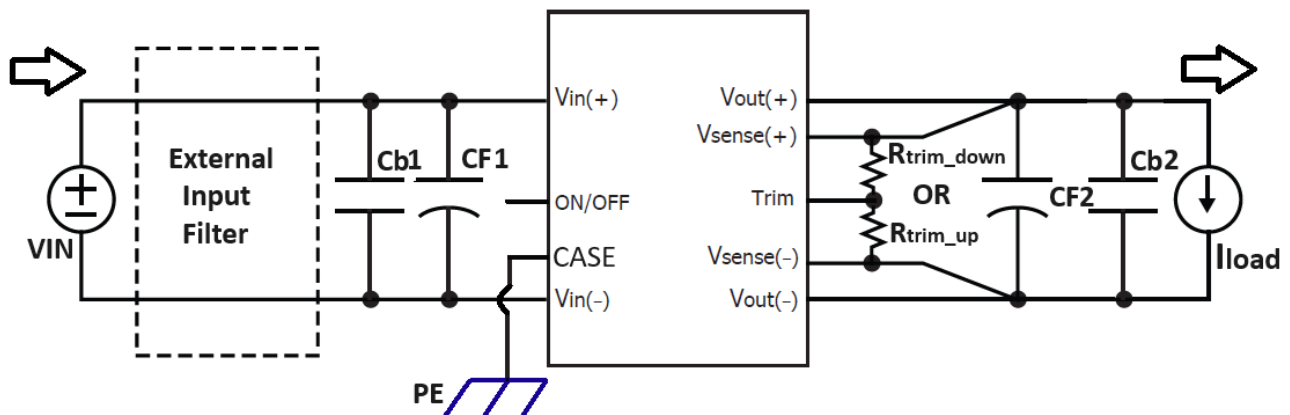 VIN
External
Input
Filter
Cb1
CF1
Vin(+)
ON/OFF
CASE
Vin(−)
PE
Vout(+)
Vsense(+)
Trim
Vsense(−)
Vout(−)
Rtrim_down
OR
Rtrim_up
CF2
Cb2
Iload